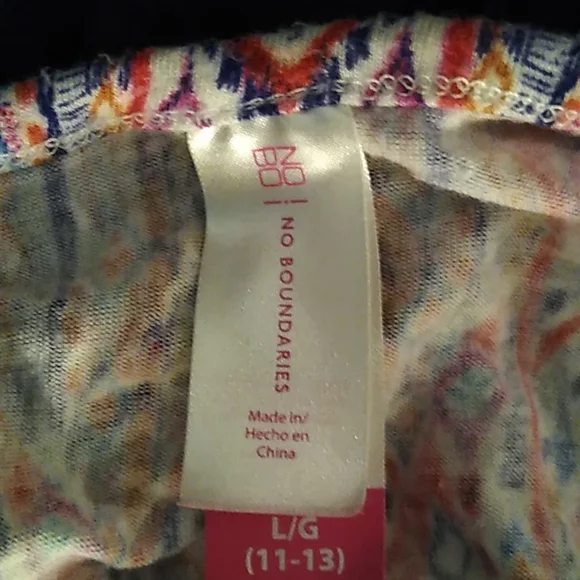 NO
BO
NO BOUNDARIES
Made in/
Hecho en
China
L/G
(11-13)